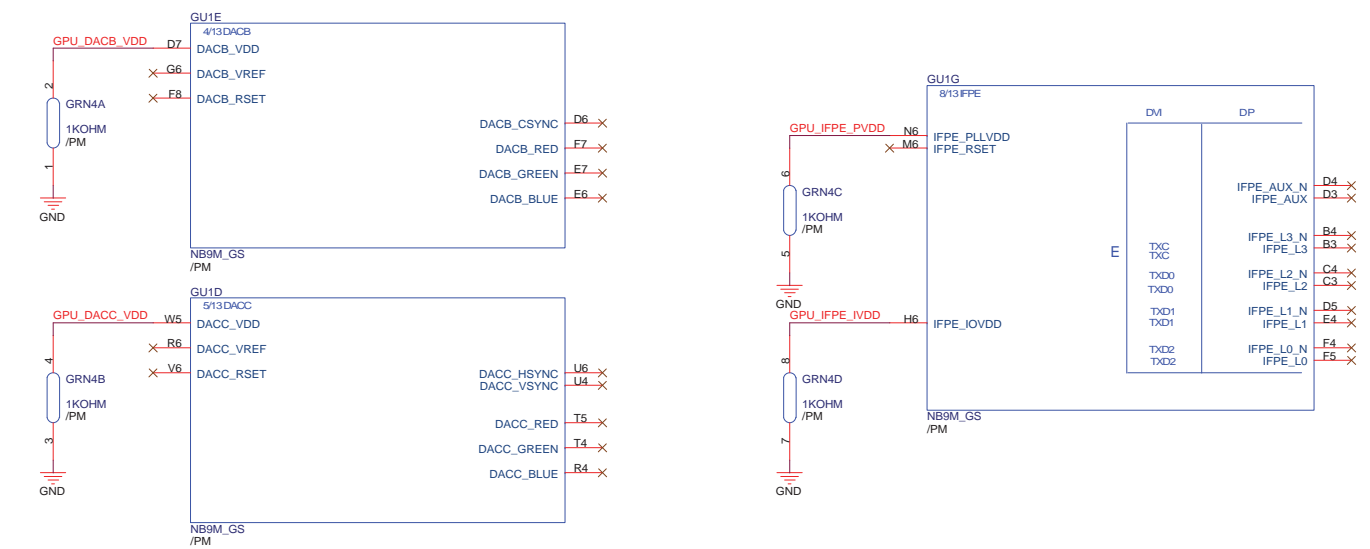 GU1E
4/13 DACB
GPU_DACB_VDD
D7
DACB_VDD
G6
DACB_VREF
F8
DACB_RSET
2
GRN4A
1KOHM
/PM
1
GND
DACB_CSYNC
D6
DACB_RED
F7
DACB_GREEN
E7
DACB_BLUE
E6
NB9M_GS
/PM
GU1D
5/13 DACC
GPU_DACC_VDD
W5
DACC_VDD
R6
DACC_VREF
V6
DACC_RSET
4
GRN4B
1KOHM
/PM
3
GND
DACC_HSYNC
U6
DACC_VSYNC
U4
DACC_RED
T5
DACC_GREEN
T4
DACC_BLUE
R4
NB9M_GS
/PM
GU1G
8/13 IFPE
DVI
DP
GPU_IFPE_PVDD
N6
IFPE_PLLVDD
M6
IFPE_RSET
6
GRN4C
1KOHM
/PM
5
GND
GPU_IFPE_IVDD
H6
IFPE_IOVDD
8
GRN4D
1KOHM
/PM
7
GND
E
TXC
TXC
TXD0
TXD0
TXD1
TXD1
TXD2
TXD2
IFPE_AUX_N
D4
IFPE_AUX
D3
IFPE_L3_N
B4
IFPE_L3
B3
IFPE_L2_N
C4
IFPE_L2
C3
IFPE_L1_N
D5
IFPE_L1
E4
IFPE_L0_N
F4
IFPE_L0
F5
NB9M_GS
/PM